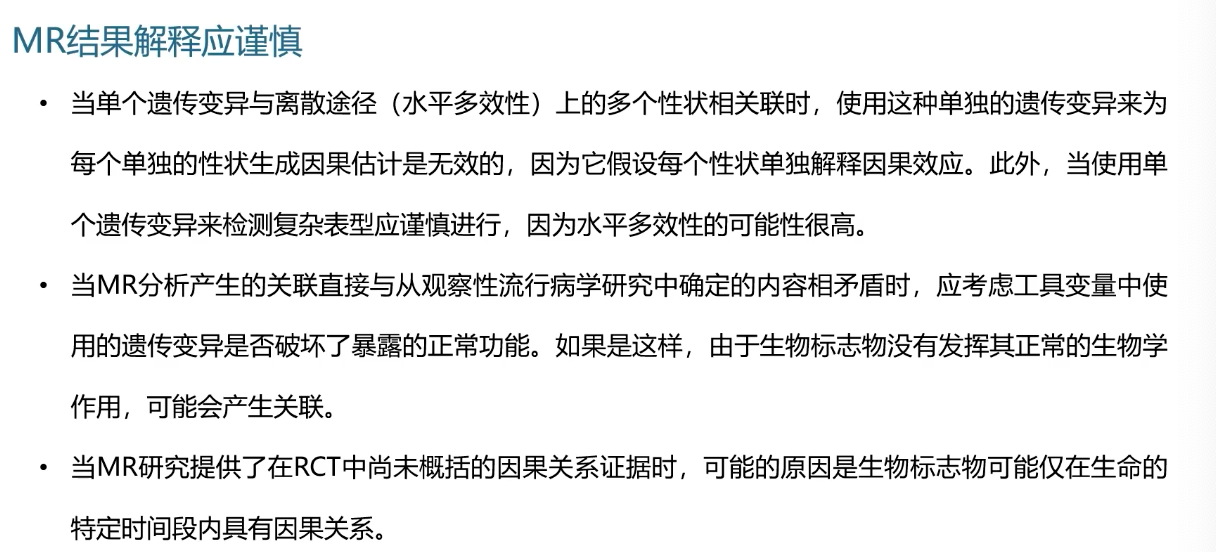 MR结果解释应谨慎
• 当单个遗传变异与离散途径（水平多效性）上的多个性状相关联时，使用这种单独的遗传变异来为
每个单独的性状生成因果估计是无效的，因为它假设每个性状单独解释因果效应。此外，当使用单
个遗传变异来检测复杂表型应谨慎进行，因为水平多效性的可能性很高。
• 当MR分析产生的关联直接与从观察性流行病学研究中确定的内容相矛盾时，应考虑工具变量中使
用的遗传变异是否破坏了暴露的正常功能。如果是这样，由于生物标志物没有发挥其正常的生物学
作用，可能会产生关联。
• 当MR研究提供了在RCT中尚未概括的因果关系证据时，可能的原因是生物标志物可能仅在生命的
特定时间段内具有因果关系。